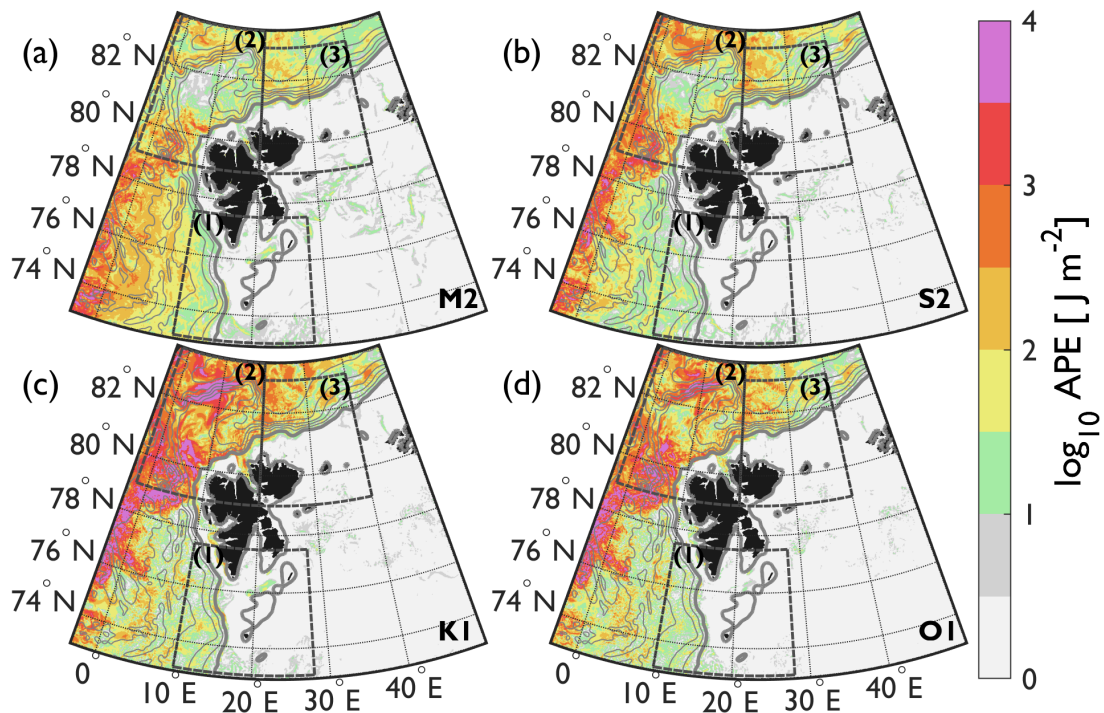 (a)
82°N
80°N
78°N
76°N
74°N
(2)
(3)
(1)
M2
(b)
82°N
80°N
78°N
76°N
74°N
(2)
(3)
(1)
S2
(c)
82°N
80°N
78°N
76°N
74°N
(2)
(3)
(1)
K1
0°
10°E
20°E
30°E
40°E
(d)
82°N
80°N
78°N
76°N
74°N
(2)
(3)
(1)
O1
0°
10°E
20°E
30°E
40°E
4
3
2
1
0
log10 APE [J m-2]